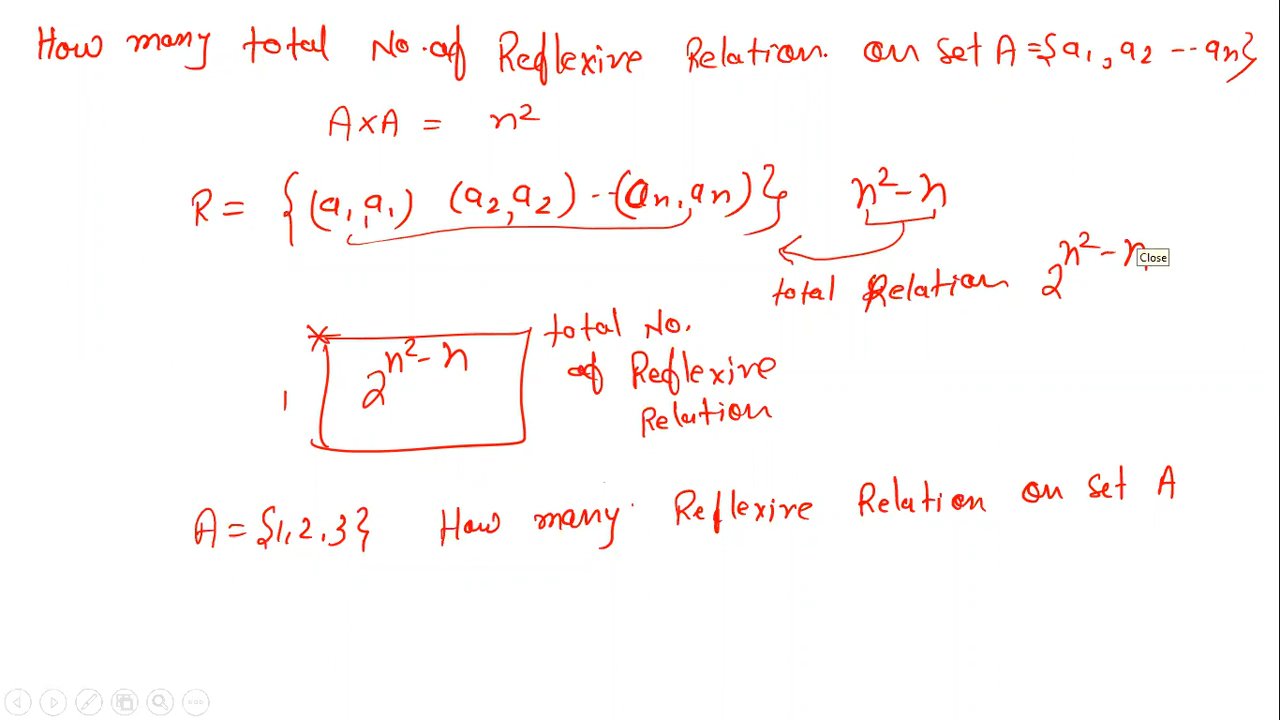 How many total No. of Reflexive Relation. on set A={a₁, a₂ -- an}
A×A = n²
R = {(a₁,a₁) (a₂,a₂) --(an,an)} n²-n
total Relation 2^n²-n
Close
total No.
2^n²-n of Reflexive
1
Relation
A={1,2,3} How many Reflexive Relation on set A